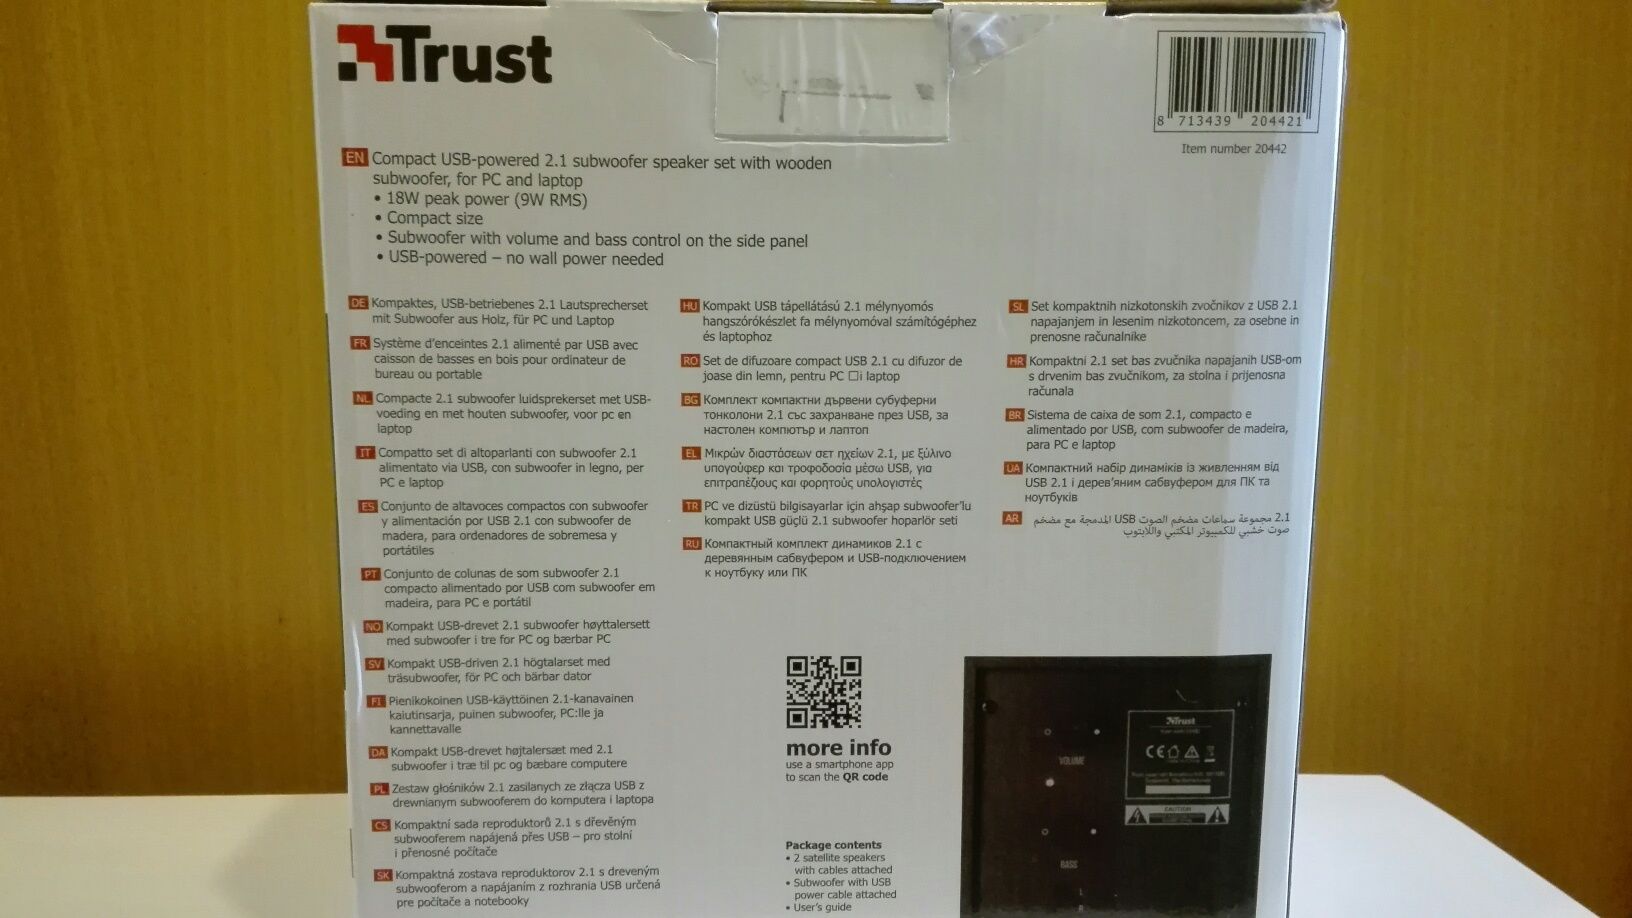 Trust
8 713439 204421
Item number 20442
EN Compact USB-powered 2.1 subwoofer speaker set with wooden
subwoofer, for PC and laptop
• 18W peak power (9W RMS)
• Compact size
• Subwoofer with volume and bass control on the side panel
• USB-powered – no wall power needed
DE Kompaktes, USB-betriebenes 2.1 Lautsprecherset
mit Subwoofer aus Holz, für PC und Laptop
FR Système d'enceintes 2.1 alimenté par USB avec
caisson de basses en bois pour ordinateur de
bureau ou portable
NL Compacte 2.1 subwoofer luidsprekerset met USB-
voeding en met houten subwoofer, voor pc en
laptop
IT Compatto set di altoparlanti con subwoofer 2.1
alimentato via USB, con subwoofer in legno, per
PC e laptop
ES Conjunto de altavoces compactos con subwoofer
y alimentación por USB 2.1 con subwoofer de
madera, para ordenadores de sobremesa y
portátiles
PT Conjunto de colunas de som subwoofer 2.1
compacto alimentado por USB com subwoofer em
madeira, para PC e portátil
NO Kompakt USB-drevet 2.1 subwoofer høyttalersett
med subwoofer i tre for PC og bærbar PC
SV Kompakt USB-driven 2.1 högtalarset med
träsubwoofer, för PC och bärbar dator
FI Pienikokoinen USB-käyttöinen 2.1-kanavainen
kaiutinsarja, puinen subwoofer, PC:lle ja
kannettavalle
DA Kompakt USB-drevet højtalersæt med 2.1
subwoofer i træ til pc og bæbare computere
PL Zestaw głośników 2.1 zasilanych ze złącza USB z
drewnianym subwooferem do komputera i laptopa
CS Kompaktní sada reproduktorů 2.1 s dřevěným
subwooferem napájená přes USB – pro stolní
i přenosné počítače
SK Kompaktná zostava reproduktorov 2.1 s dreveným
subwooferom a napájaním z rozhrania USB určená
pre počítače a notebooky
HU Kompakt USB tápellátású 2.1 mélynyomós
hangszórókészlet fa mélynyomóval számítógéphez
és laptophoz
RO Set de difuzoare compact USB 2.1 cu difuzor de
joase din lemn, pentru PC □i laptop
BG Комплект компактни дървени субуферни
тонколони 2.1 със захранване през USB, за
настолен компютър и лаптоп
EL Μικρών διαστάσεων σετ ηχείων 2.1, με ξύλινο
υπογούφερ και τροφοδοσία μέσω USB, για
επιτραπέζιους και φορητούς υπολογιστές
TR PC ve dizüstü bilgisayarlar için ahşap subwoofer'lu
kompakt USB güçlü 2.1 subwoofer hoparlör seti
RU Компактный комплект динамиков 2.1 с
деревянным сабвуфером и USB-подключением
к ноутбуку или ПК
SL Set kompaktnih nizkotonskih zvočnikov z USB 2.1
napajanjem in lesenim nizkotoncem, za osebne in
prenosne računalnike
HR Kompaktni 2.1 set bas zvučnika napajanih USB-om
s drvenim bas zvučnikom, za stolna i prijenosna
računala
BR Sistema de caixa de som 2.1, compacto e
alimentado por USB, com subwoofer de madeira,
para PC e laptop
UA Компактний набір динаміків із живленням від
USB 2.1 і дерев'яним сабвуфером для ПК та
ноутбуків
AR 2.1 مجموعة سماعات مضخم الصوت USB المدمجة مع مضخم
صوت خشبي للكمبيوتر المكتبي واللابتوب
more info
use a smartphone app
to scan the QR code
Package contents
• 2 satellite speakers
with cables attached
• Subwoofer with USB
power cable attached
• User's guide
Trust
VOLUME
CE
CAUTION
BASS